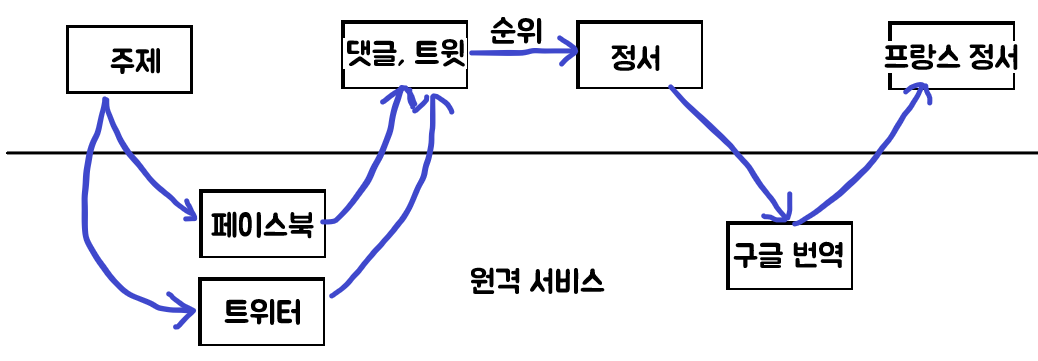 주제
댓글, 트윗
순위
정서
프랑스 정서
페이스북
트위터
원격 서비스
구글 번역